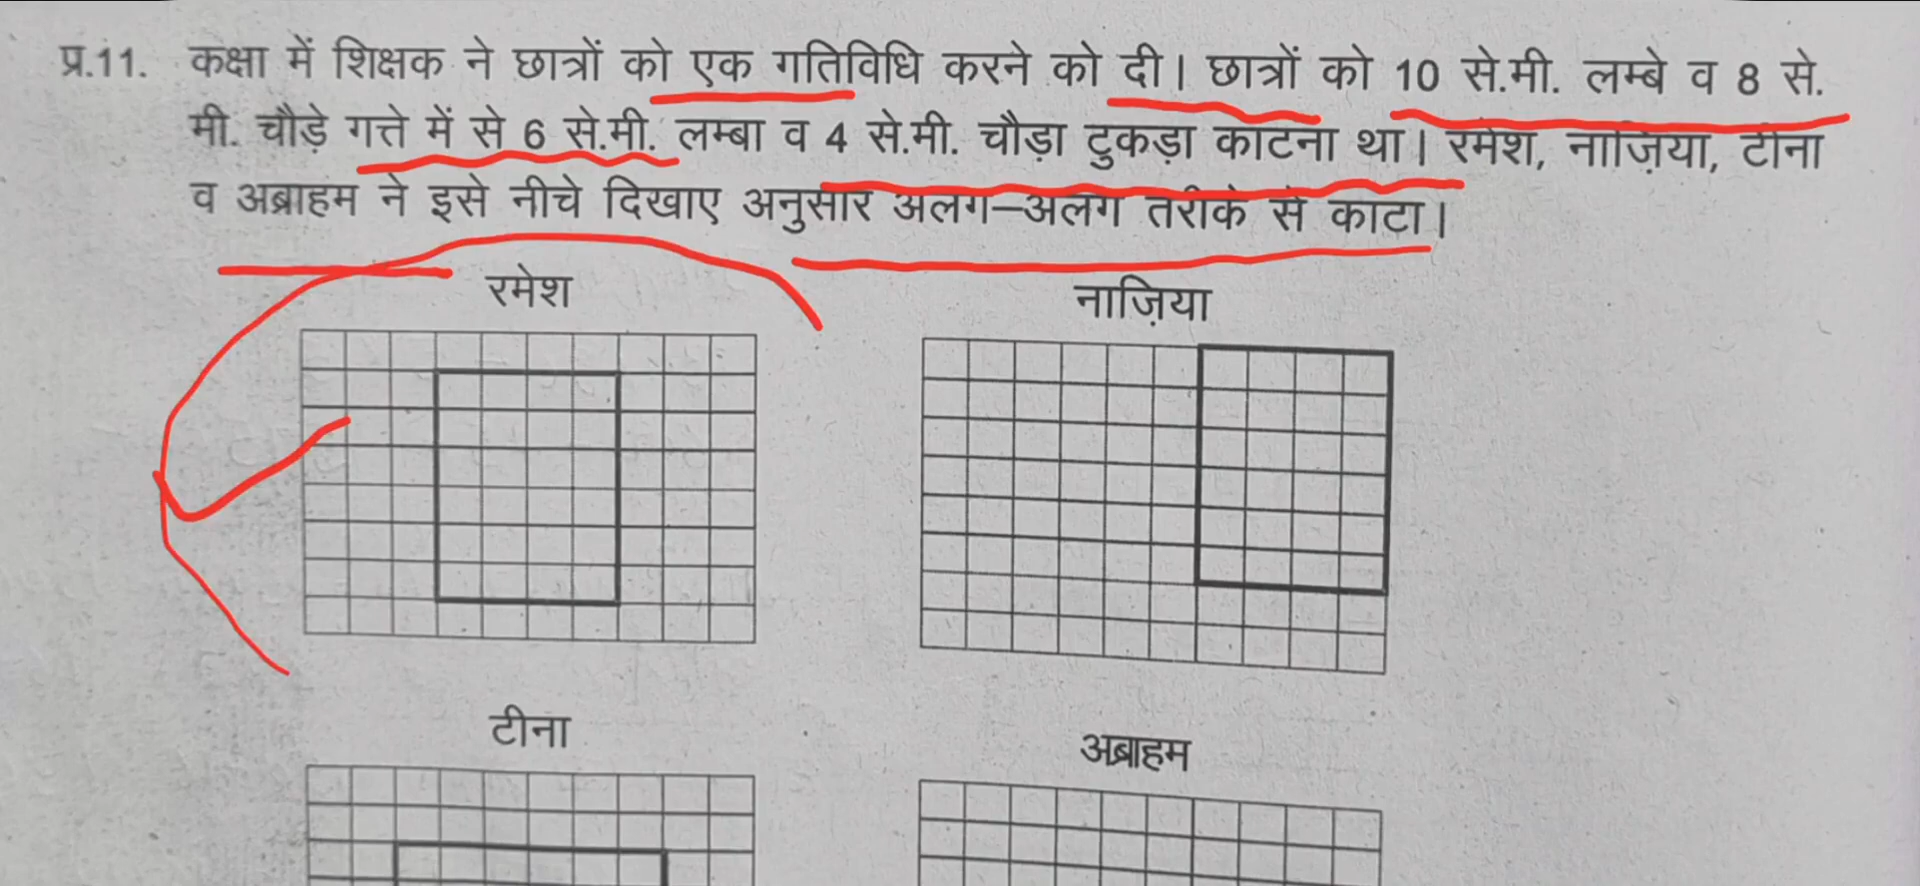 प्र.11. कक्षा में शिक्षक ने छात्रों को एक गतिविधि करने को दी। छात्रों को 10 से.मी. लम्बे व 8 से.
मी. चौड़े गत्ते में से 6 से.मी. लम्बा व 4 से.मी. चौड़ा टुकड़ा काटना था। रमेश, नाज़िया, टीना
व अब्राहम ने इसे नीचे दिखाए अनुसार अलग–अलग तरीके से काटा।
रमेश
नाज़िया
टीना
अब्राहम